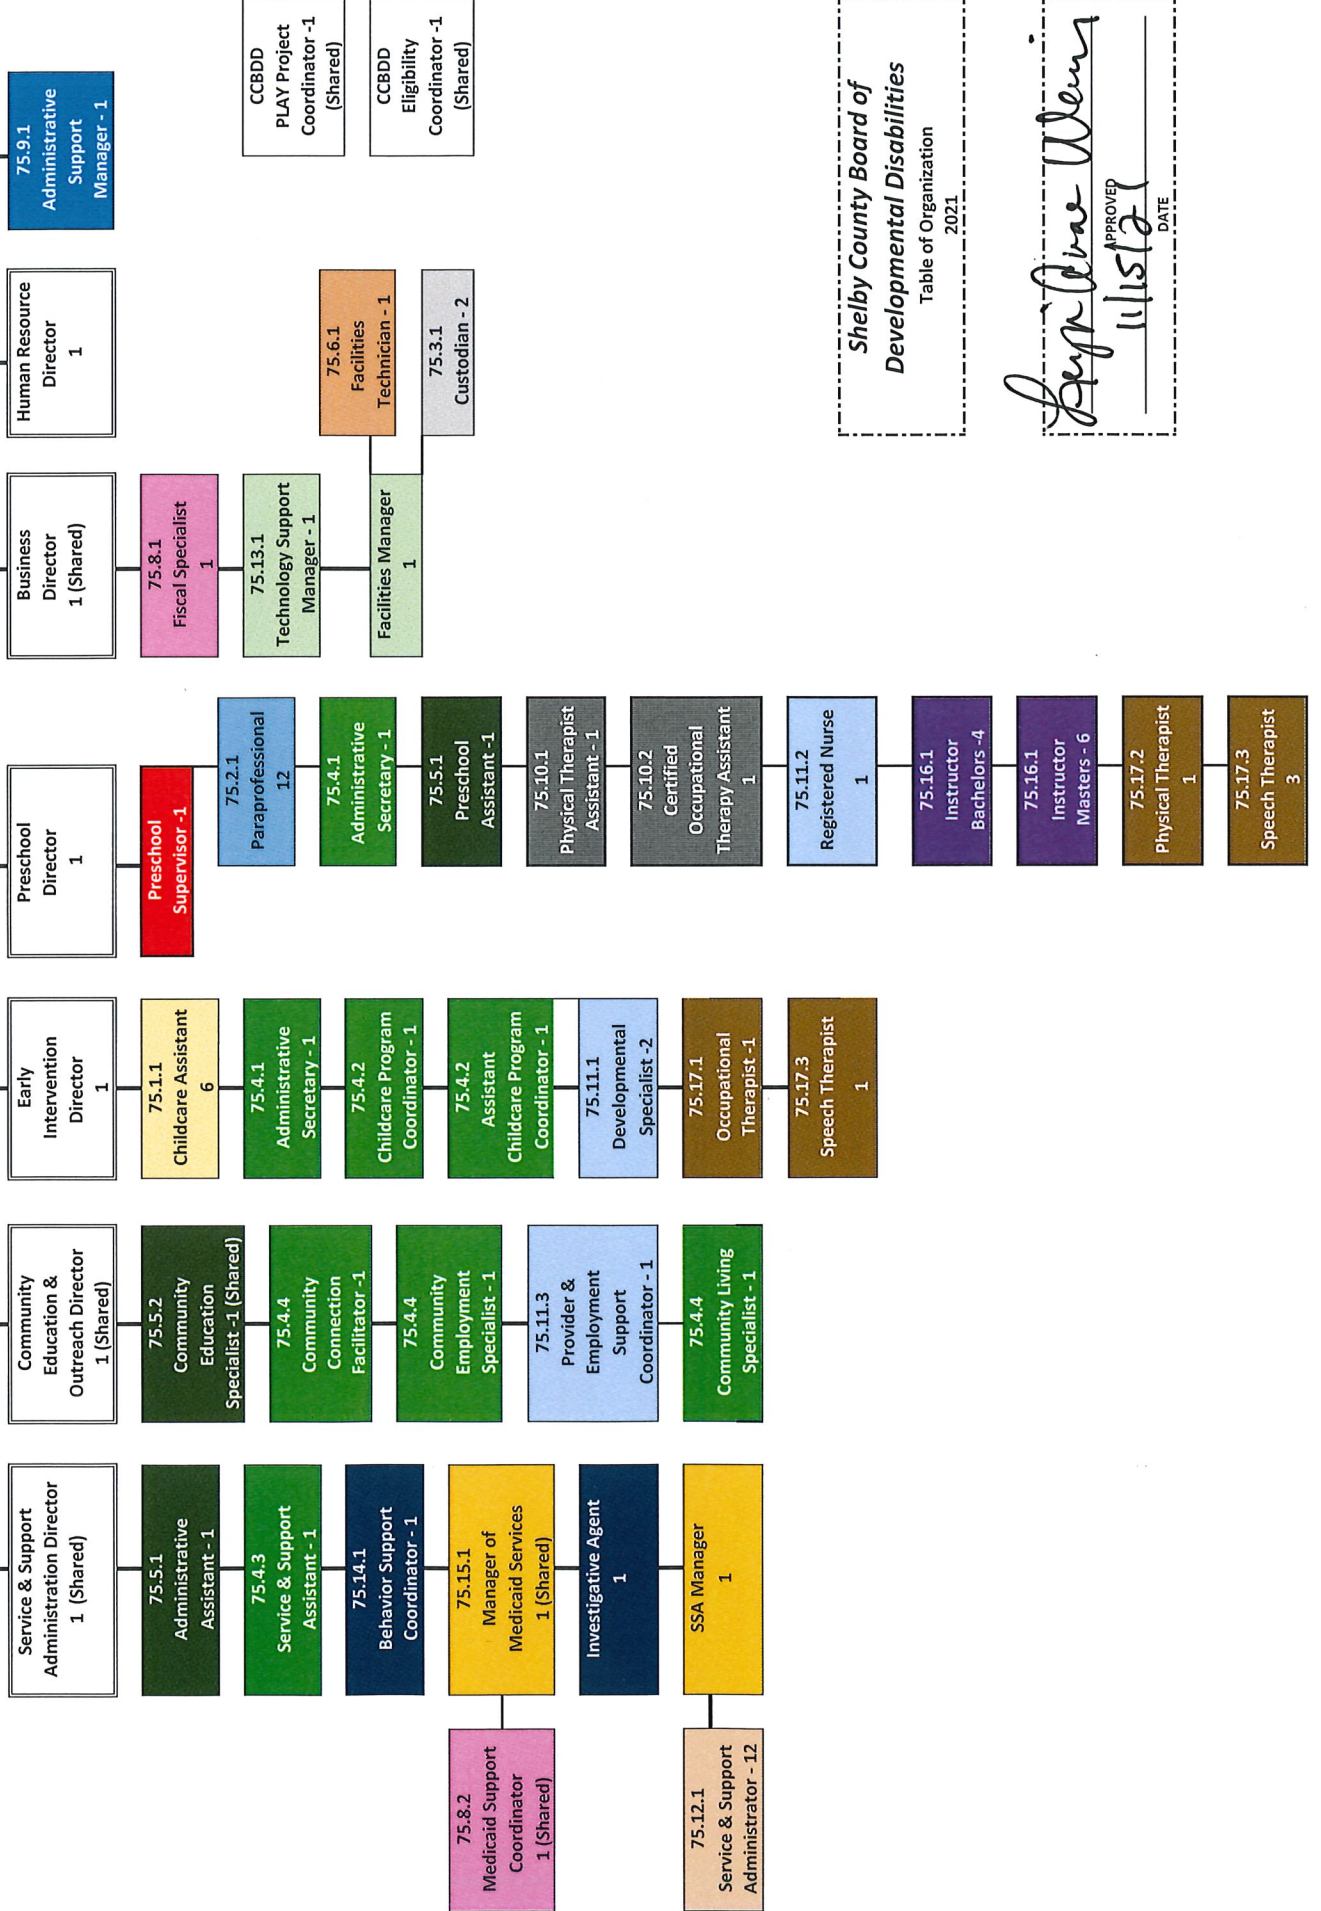 Service & Support
Administration Director
1 (Shared)
75.5.1
Administrative
Assistant - 1
75.4.3
Service & Support
Assistant - 1
75.14.1
Behavior Support
Coordinator - 1
75.15.1
Manager of
Medicaid Services
1 (Shared)
75.8.2
Medicaid Support
Coordinator
1 (Shared)
Investigative Agent
1
SSA Manager
1
75.12.1
Service & Support
Administrator - 12
Community
Education &
Outreach Director
1 (Shared)
75.5.2
Community
Education
Specialist -1 (Shared)
75.4.4
Community
Connection
Facilitator -1
75.4.4
Community
Employment
Specialist - 1
75.11.3
Provider &
Employment
Support
Coordinator - 1
75.4.4
Community Living
Specialist - 1
Early
Intervention
Director
1
75.1.1
Childcare Assistant
6
75.4.1
Administrative
Secretary - 1
75.4.2
Childcare Program
Coordinator - 1
75.4.2
Assistant
Childcare Program
Coordinator - 1
75.11.1
Developmental
Specialist -2
75.17.1
Occupational
Therapist -1
75.17.3
Speech Therapist
1
Preschool
Director
1
Preschool
Supervisor -1
75.2.1
Paraprofessional
12
75.4.1
Administrative
Secretary - 1
75.5.1
Preschool
Assistant -1
75.10.1
Physical Therapist
Assistant - 1
75.10.2
Certified
Occupational
Therapy Assistant
1
75.11.2
Registered Nurse
1
75.16.1
Instructor
Bachelors -4
75.16.1
Instructor
Masters - 6
75.17.2
Physical Therapist
1
75.17.3
Speech Therapist
3
Business
Director
1 (Shared)
75.8.1
Fiscal Specialist
1
75.13.1
Technology Support
Manager - 1
Facilities Manager
1
75.6.1
Facilities
Technician - 1
75.3.1
Custodian - 2
Human Resource
Director
1
75.9.1
Administrative
Support
Manager - 1
CCBDD
PLAY Project
Coordinator -1
(Shared)
CCBDD
Eligibility
Coordinator -1
(Shared)
Shelby County Board of
Developmental Disabilities
Table of Organization
2021
APPROVED
11/15/21
DATE